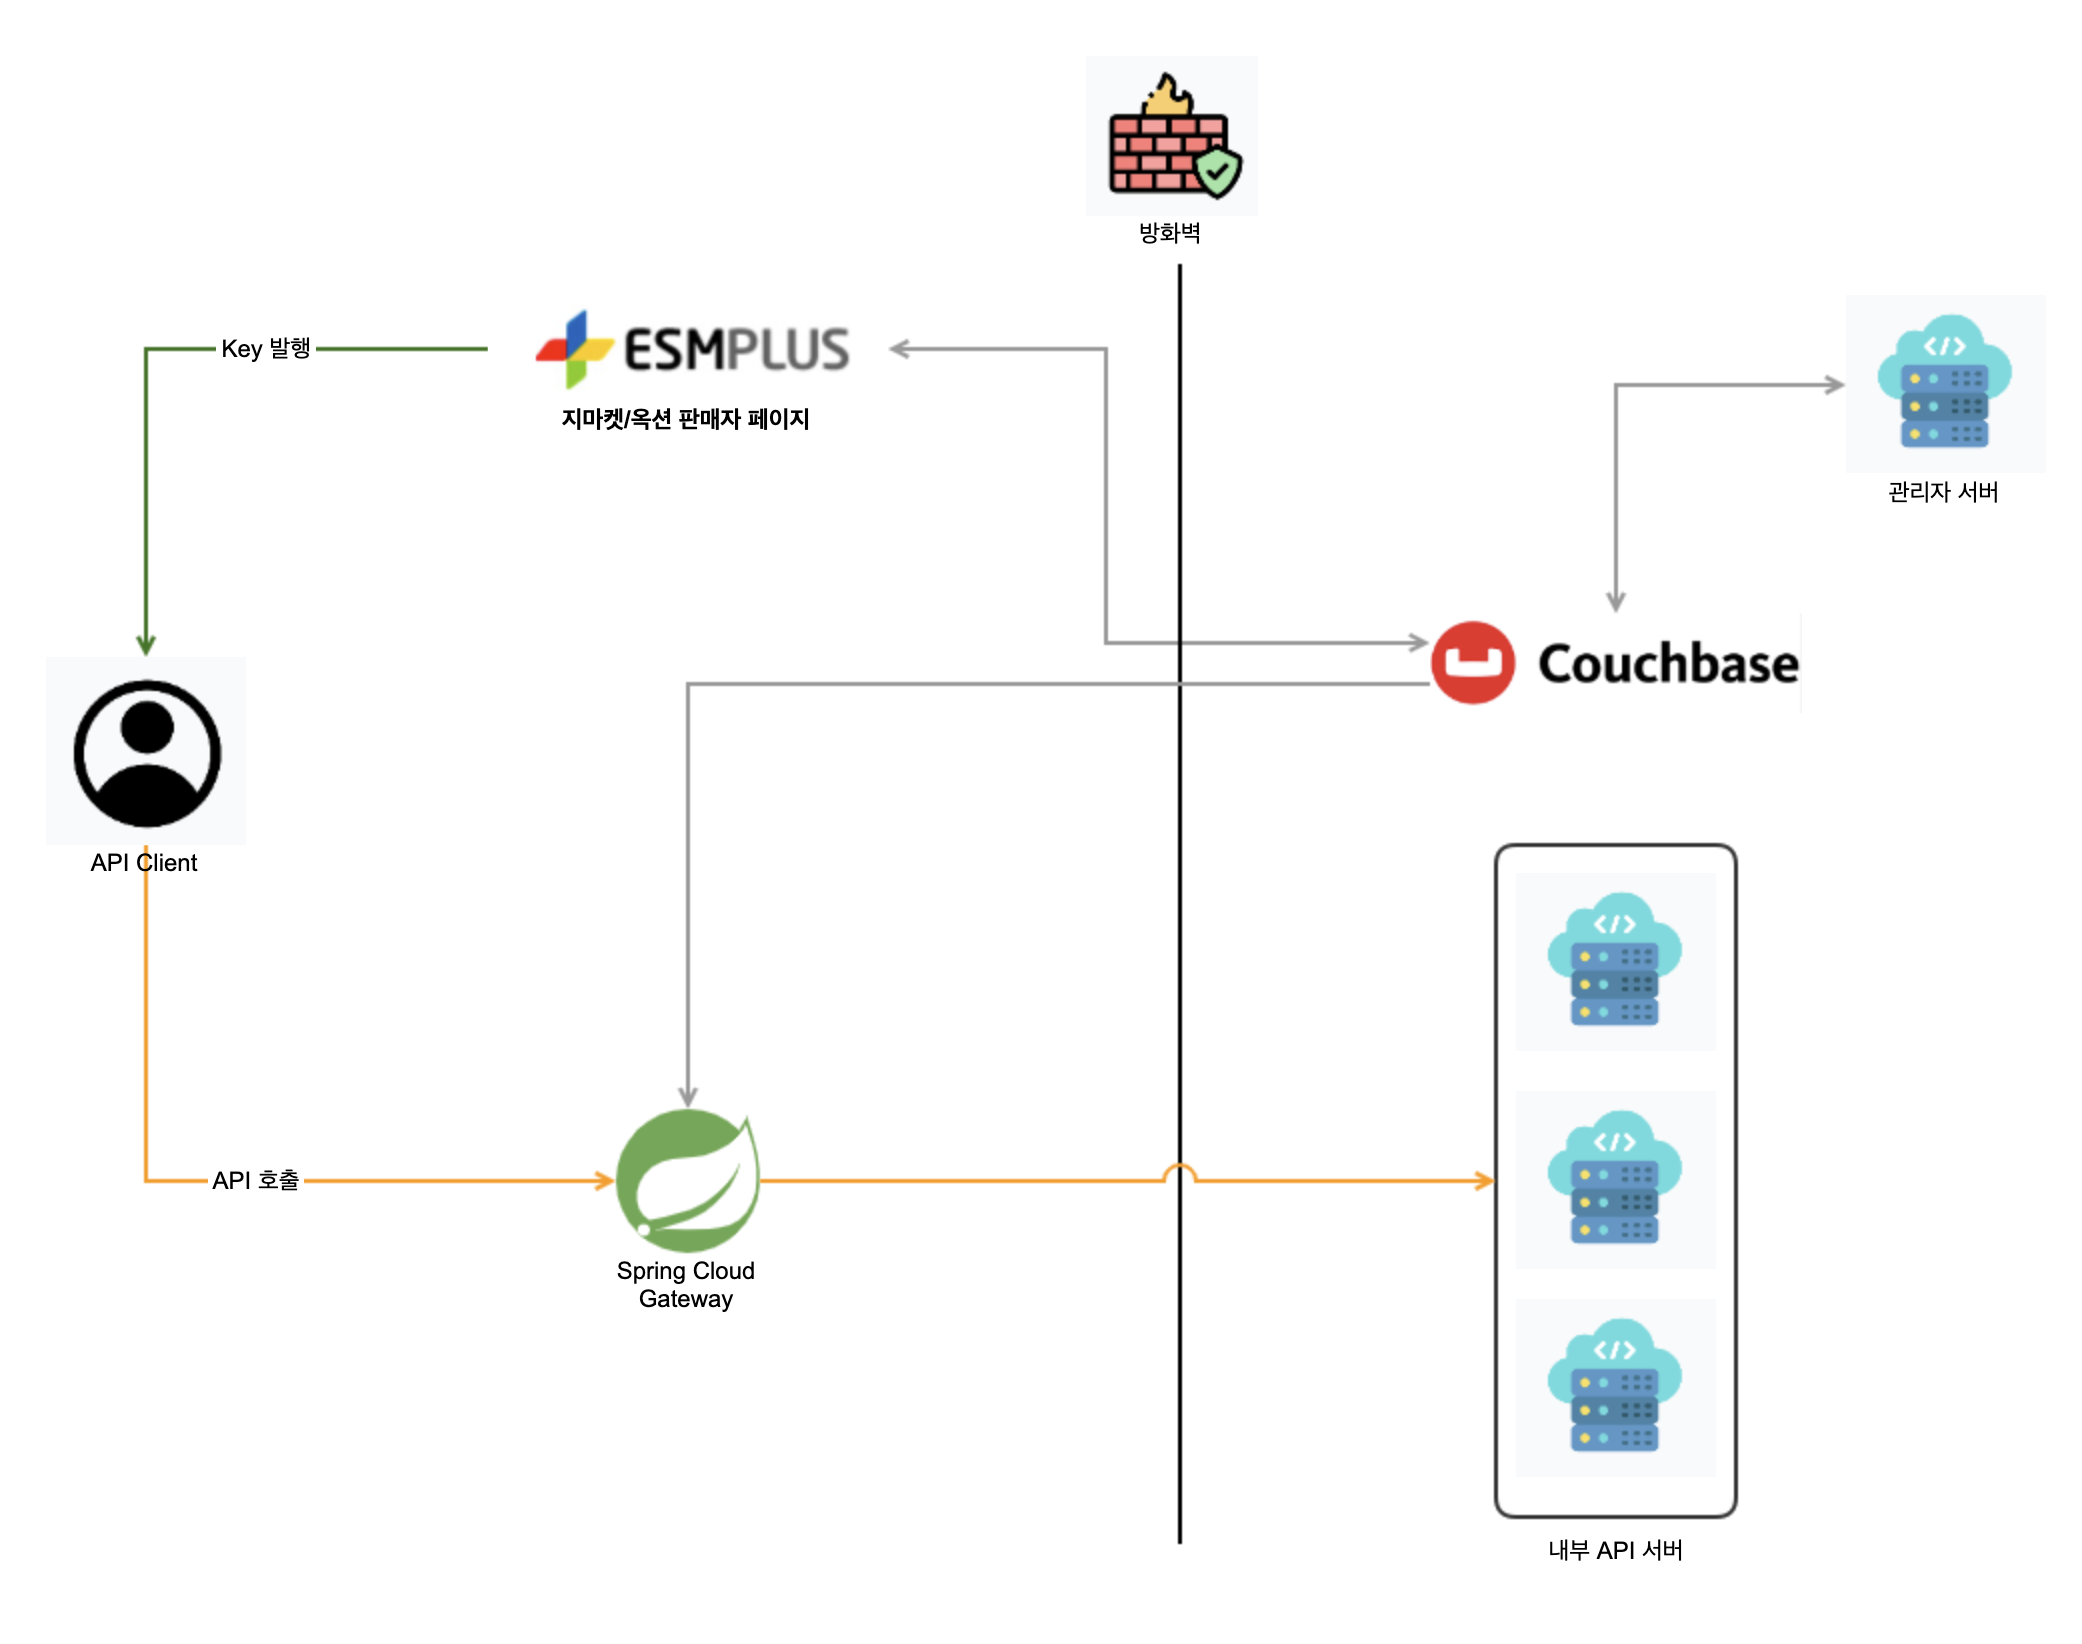 방화벽
Key 발행
ESMPLUS
지마켓/옥션 판매자 페이지
관리자 서버
Couchbase
API Client
API 호출
Spring Cloud
Gateway
</>
</>
</>
</>
내부 API 서버